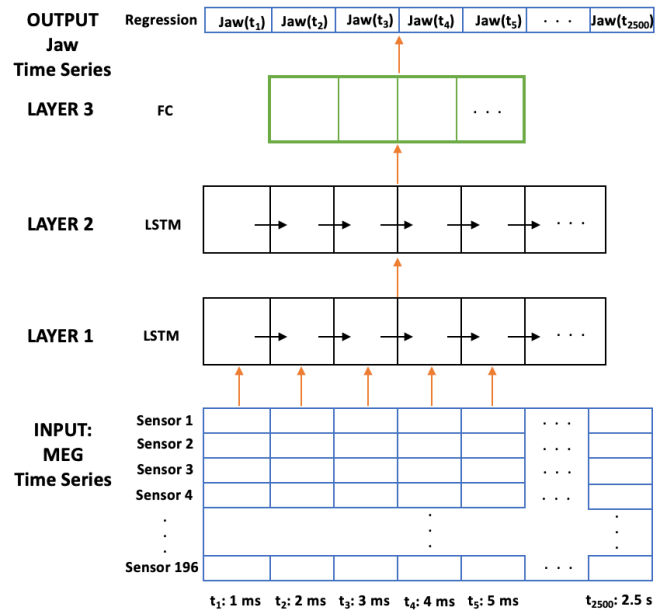 OUTPUT
Jaw
Time Series
Regression
Jaw(t₁) Jaw(t₂) Jaw(t₃) Jaw(t₄) Jaw(t₅) . . . Jaw(t₂₅₀₀)
LAYER 3 FC . . .
LAYER 2 LSTM . . .
LAYER 1 LSTM . . .
INPUT:
MEG
Time Series
Sensor 1 . . .
Sensor 2 . . .
Sensor 3 . . .
Sensor 4 . . .
. . .
Sensor 196 . . .
t₁: 1 ms t₂: 2 ms t₃: 3 ms t₄: 4 ms t₅: 5 ms t₂₅₀₀: 2.5 s